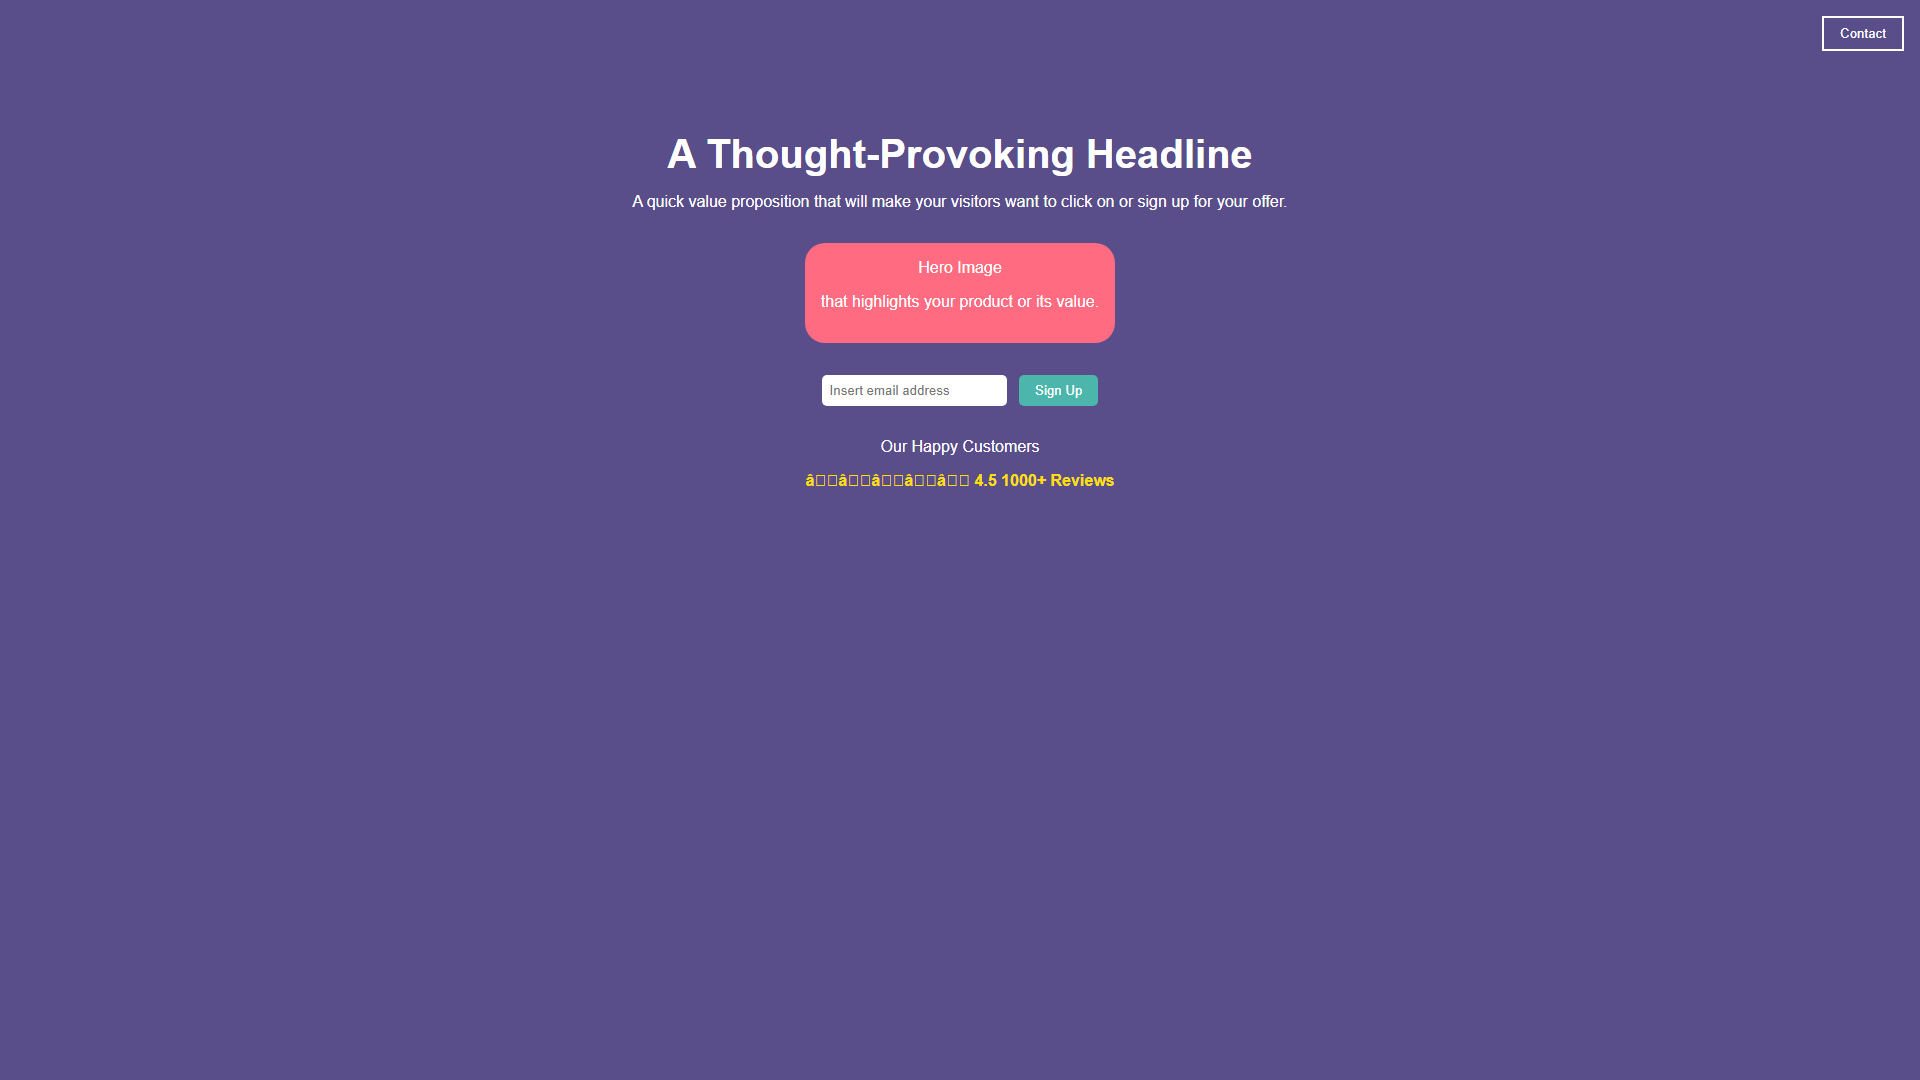 Contact
A Thought-Provoking Headline
A quick value proposition that will make your visitors want to click on or sign up for your offer.
Hero Image
that highlights your product or its value.
Insert email address
Sign Up
Our Happy Customers
â□□â□□â□□â□□â□□ 4.5 1000+ Reviews